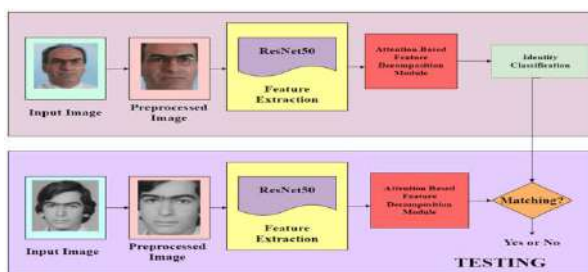 ResNet50
Feature
Extraction
Attention Based
Feature
Decomposition
Module
Identity
Classification
Input Image
Preprocessed
Image
ResNet50
Feature
Extraction
Attention Based
Feature
Decomposition
Module
Matching?
Input Image
Preprocessed
Image
Yes or No
TESTING